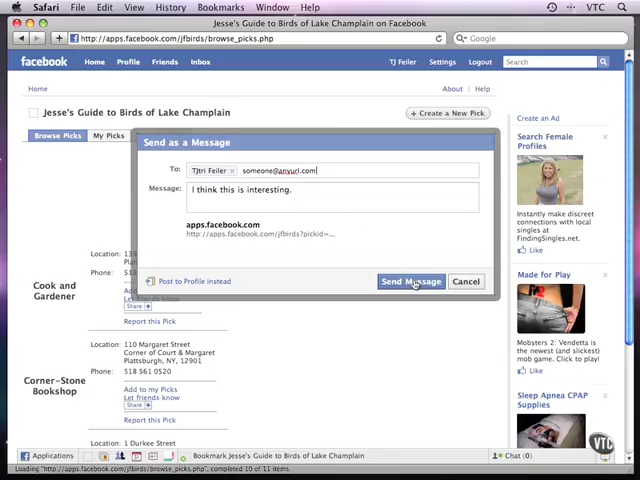 Safari File Edit View History Bookmarks Window Help VTC
Jesse's Guide to Birds of Lake Champlain on Facebook
http://apps.facebook.com/jfbirds/browse_picks.php
Google
facebook Home Profile Friends Inbox TJ Feiler Settings Logout Search
Home About Help
Jesse's Guide to Birds of Lake Champlain + Create a New Pick
Browse Picks My Picks
Create an Ad
Search Female
Profiles
Instantly make discreet
connections with local
singles at
FindingSingles.net.
Like
Made for Play
Mobsters 2: Vendetta is
the newest (and slickest)
mob game. Click to play!
Like
Sleep Apnea CPAP
Supplies
Send as a Message
To: TJtri Feiler someone@anyurl.com
Message: I think this is interesting.
apps.facebook.com
http://apps.facebook.com/jfbirds?pickid=...
Post to Profile instead
Send Message Cancel
Location:
Phone: 518
Cook and
Gardener
Let friends know
Share +
Report this Pick
Location: 110 Margaret Street
Corner of Court & Margaret
Plattsburgh, NY, 12901
Phone: 518 561 0520
Corner-Stone
Bookshop
Add to my Picks
Let friends know
Share +
Report this Pick
Location: 1 Durkee Street
Applications Bookmark Jesse's Guide to Birds of Lake Champlain Chat (0)
Loading "http://apps.facebook.com/jfbirds/browse_picks.php", completed 10 of 11 items.
VTC